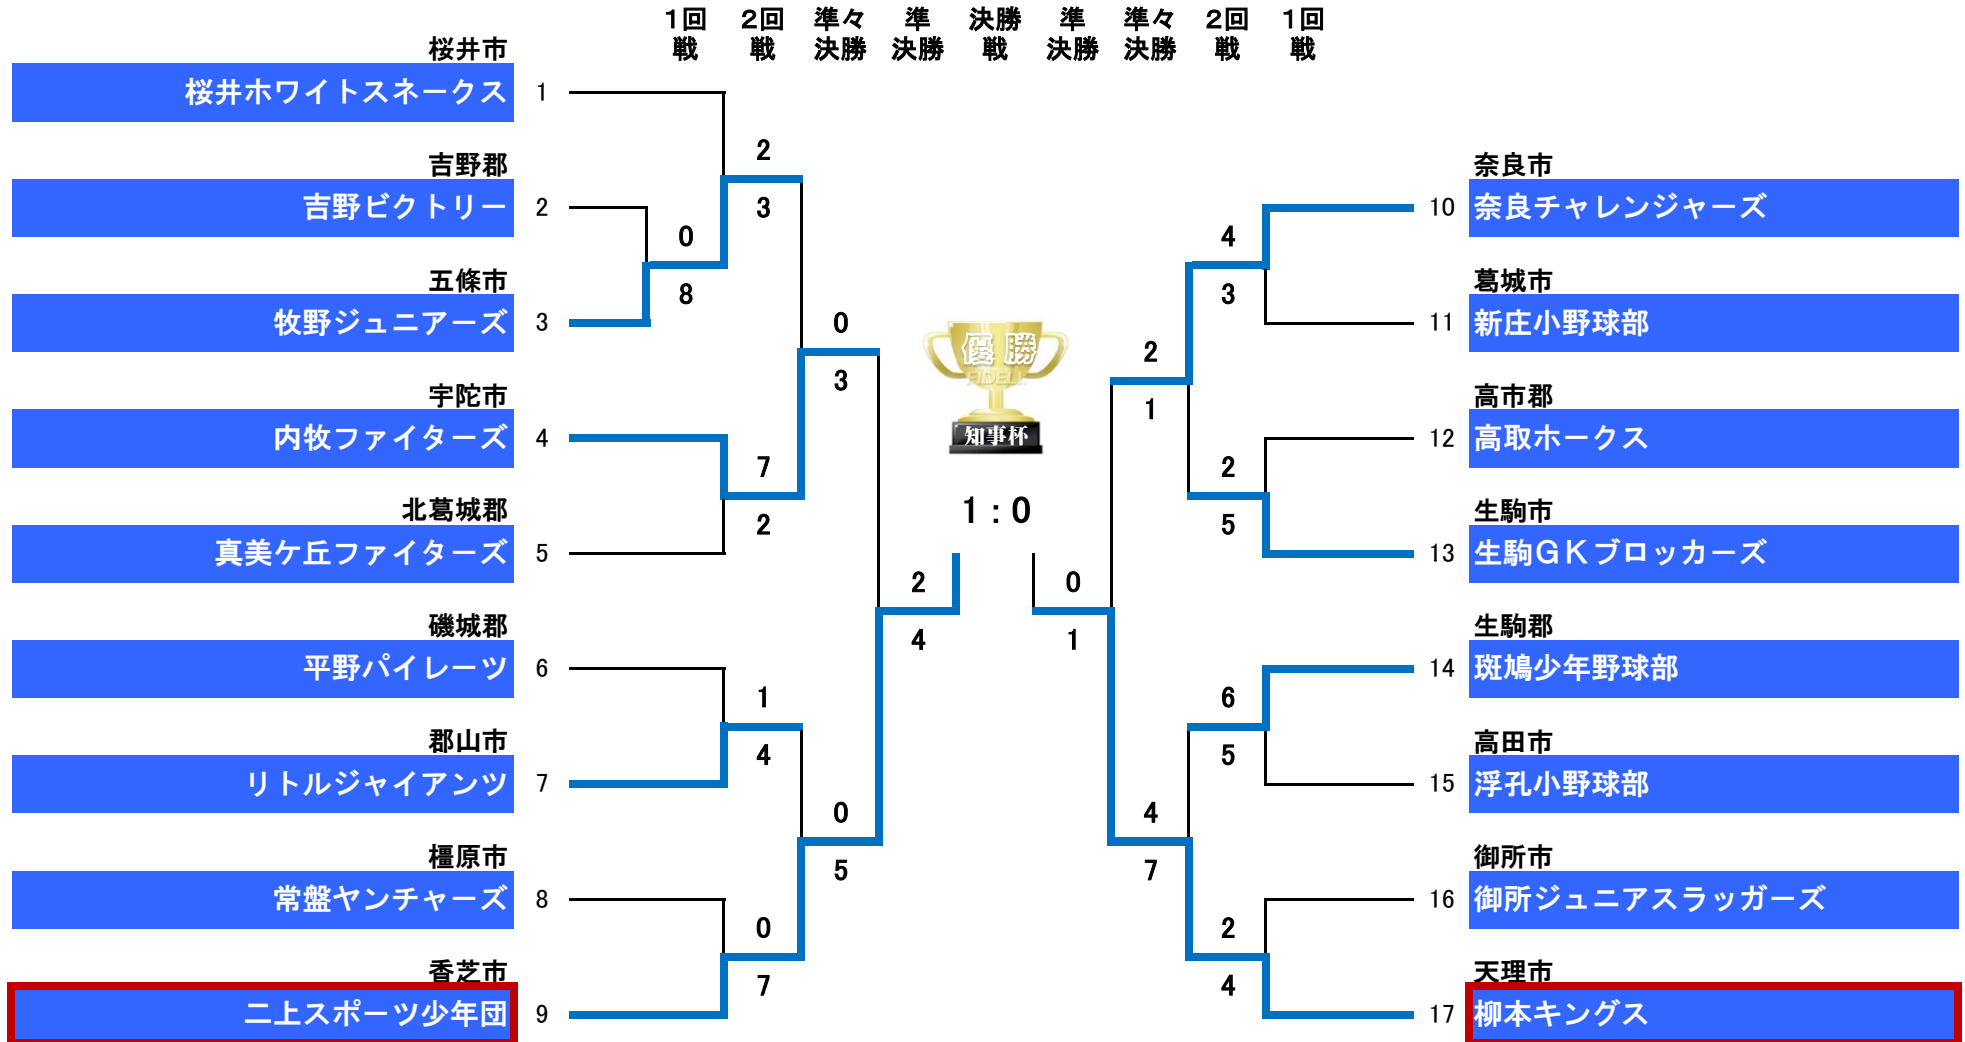 1回 2回 準々 準 決勝 準 準々 2回 1回
戦 戦 決勝 決勝 戦 決勝 決勝 戦 戦
桜井市
桜井ホワイトスネークス 1
吉野郡
吉野ビクトリー 2
五條市
牧野ジュニアーズ 3
宇陀市
内牧ファイターズ 4
北葛城郡
真美ケ丘ファイターズ 5
磯城郡
平野パイレーツ 6
郡山市
リトルジャイアンツ 7
橿原市
常盤ヤンチャーズ 8
香芝市
二上スポーツ少年団 9
0
8
2
3
7
2
1
4
0
7
0
3
0
5
2
4
優勝
FIDELI
知事杯
1:0
0
1
2
1
4
7
4
3
2
5
6
5
2
4
奈良市
10 奈良チャレンジャーズ
葛城市
11 新庄小野球部
高市郡
12 高取ホークス
生駒市
13 生駒GKブロッカーズ
生駒郡
14 斑鳩少年野球部
高田市
15 浮孔小野球部
御所市
16 御所ジュニアスラッガーズ
天理市
17 柳本キングス